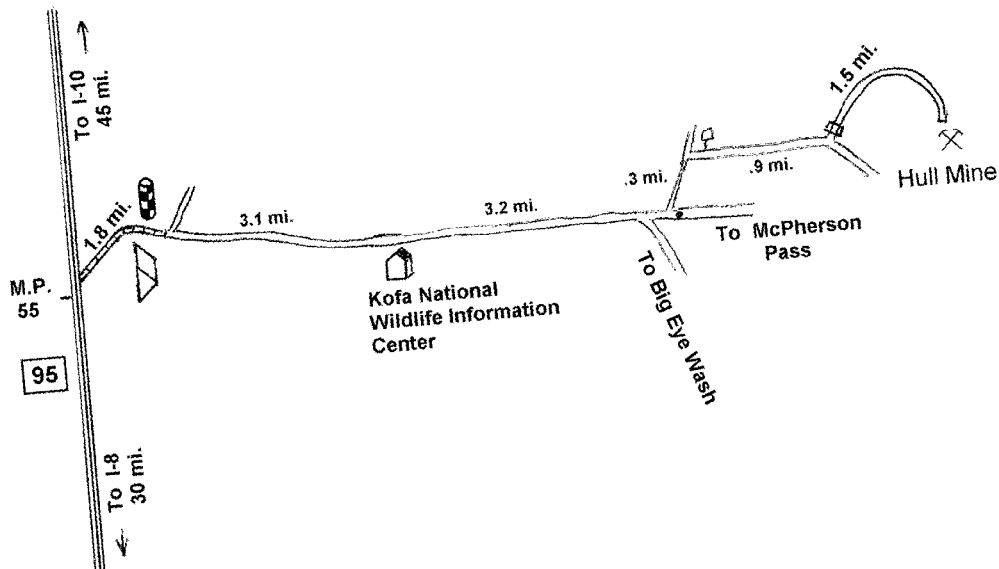 To I-10
45 mi.
1.8 mi.
3.1 mi.
3.2 mi.
.3 mi.
.9 mi.
1.5 mi.
Hull Mine
To McPherson
Pass
To Big Eye Wash
Kofa National
Wildlife Information
Center
M.P.
55
95
To I-8
30 mi.